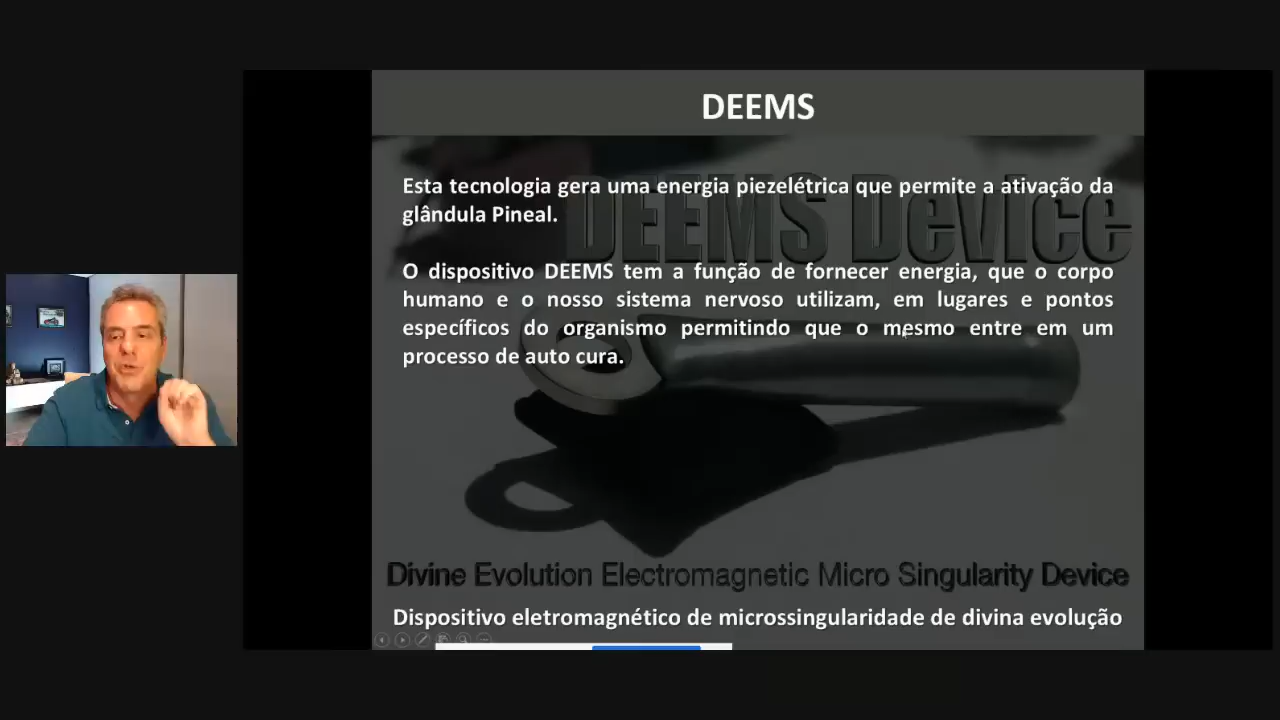 DEEMS
DEEMS Device
Esta tecnologia gera uma energia piezelétrica que permite a ativação da
glândula Pineal.
O dispositivo DEEMS tem a função de fornecer energia, que o corpo
humano e o nosso sistema nervoso utilizam, em lugares e pontos
específicos do organismo permitindo que o mesmo entre em um
processo de auto cura.
Divine Evolution Electromagnetic Micro Singularity Device
Dispositivo eletromagnético de microssingularidade de divina evolução